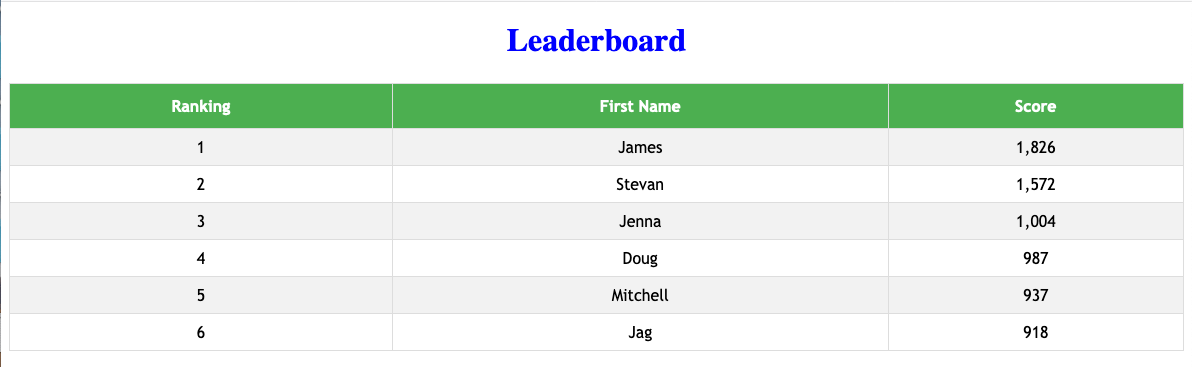 Leaderboard
Ranking First Name Score
1 James 1,826
2 Stevan 1,572
3 Jenna 1,004
4 Doug 987
5 Mitchell 937
6 Jag 918